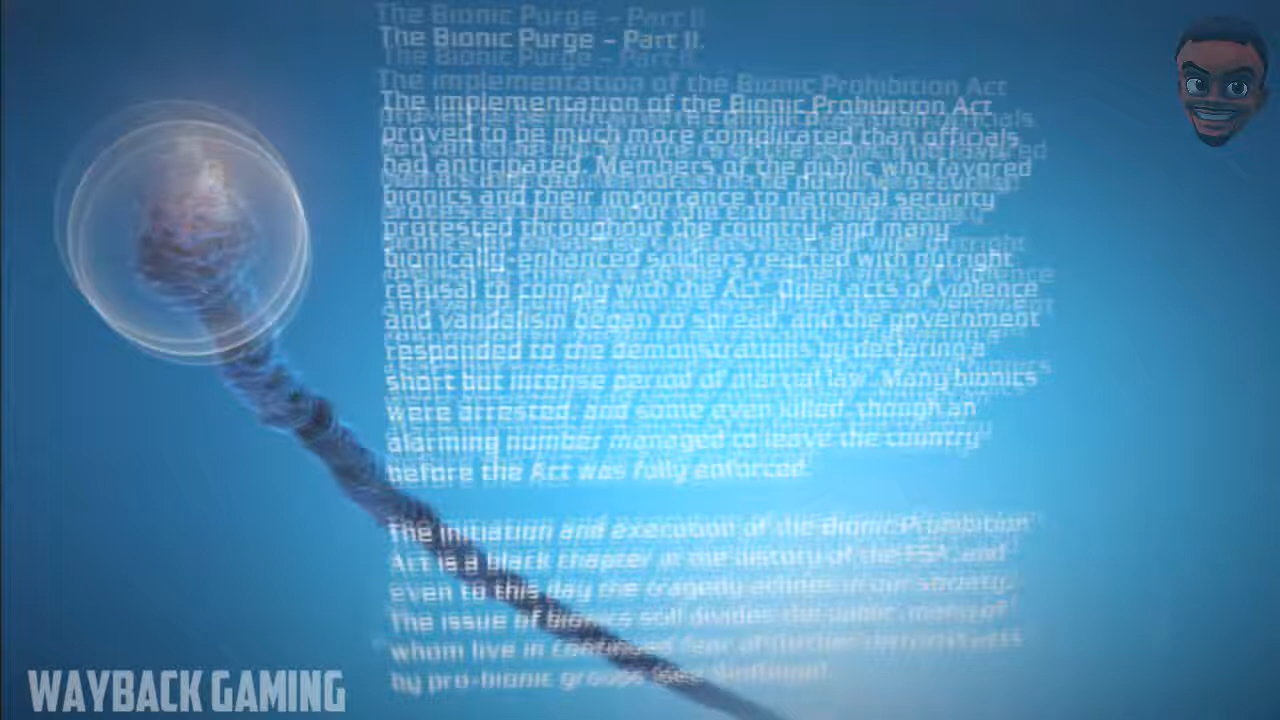 The Bionic Purge – Part II.
The implementation of the Bionic Prohibition Act
proved to be much more complicated than officials
had anticipated. Members of the public who favored
bionics and their importance to national security
protested throughout the country, and many
bionically-enhanced soldiers reacted with outright
refusal to comply with the Act. Open acts of violence
and vandalism began to spread, and the government
responded to the demonstrations by declaring a
short but intense period of martial law. Many bionics
were arrested, and some even killed, though an
alarming number managed to leave the country
before the Act was fully enforced.
The initiation and execution of the Bionic Prohibition
Act is a black chapter in the history of the FSA, and
even to this day the tragedy echoes in our society.
The issue of bionics still divides the public, many of
whom live in continued fear of further
by pro-bionic groups
WAYBACK GAMING